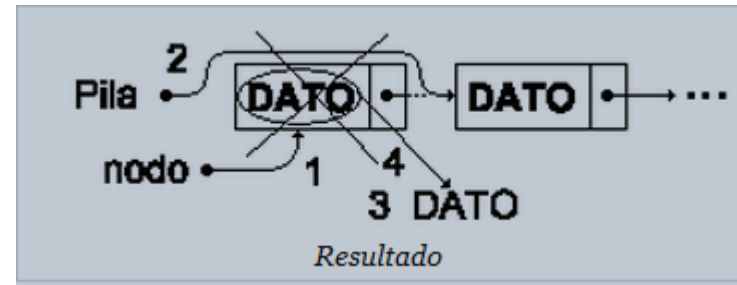 2
Pila DATO DATO ...
nodo 1 4
3 DATO
Resultado